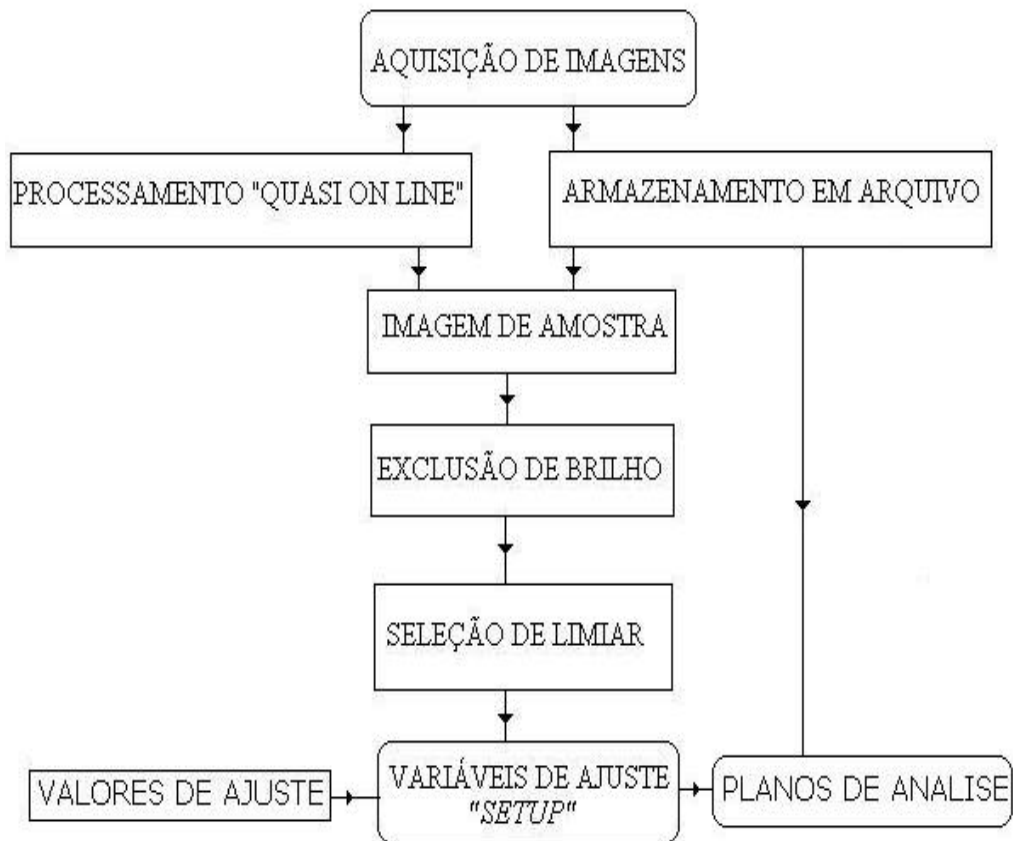 AQUISIÇÃO DE IMAGENS
PROCESSAMENTO "QUASI ON LINE"
ARMAZENAMENTO EM ARQUIVO
IMAGEM DE AMOSTRA
EXCLUSÃO DE BRILHO
SELEÇÃO DE LIMIAR
VALORES DE AJUSTE
VARIÁVEIS DE AJUSTE
"SETUP"
PLANOS DE ANALISE